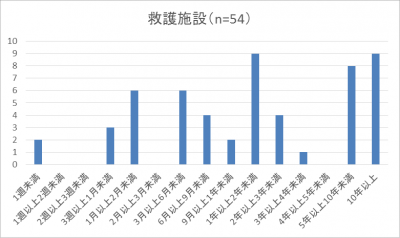 救護施設(n=54)
10
9
8
7
6
5
4
3
2
1
0
1週未満
1週以上2週未満
2週以上3週未満
3週以上1月未満
1月以上2月未満
2月以上3月未満
3月以上6月未満
6月以上9月未満
9月以上1年未満
1年以上2年未満
2年以上3年未満
3年以上4年未満
4年以上5年未満
5年以上10年未満
10年以上